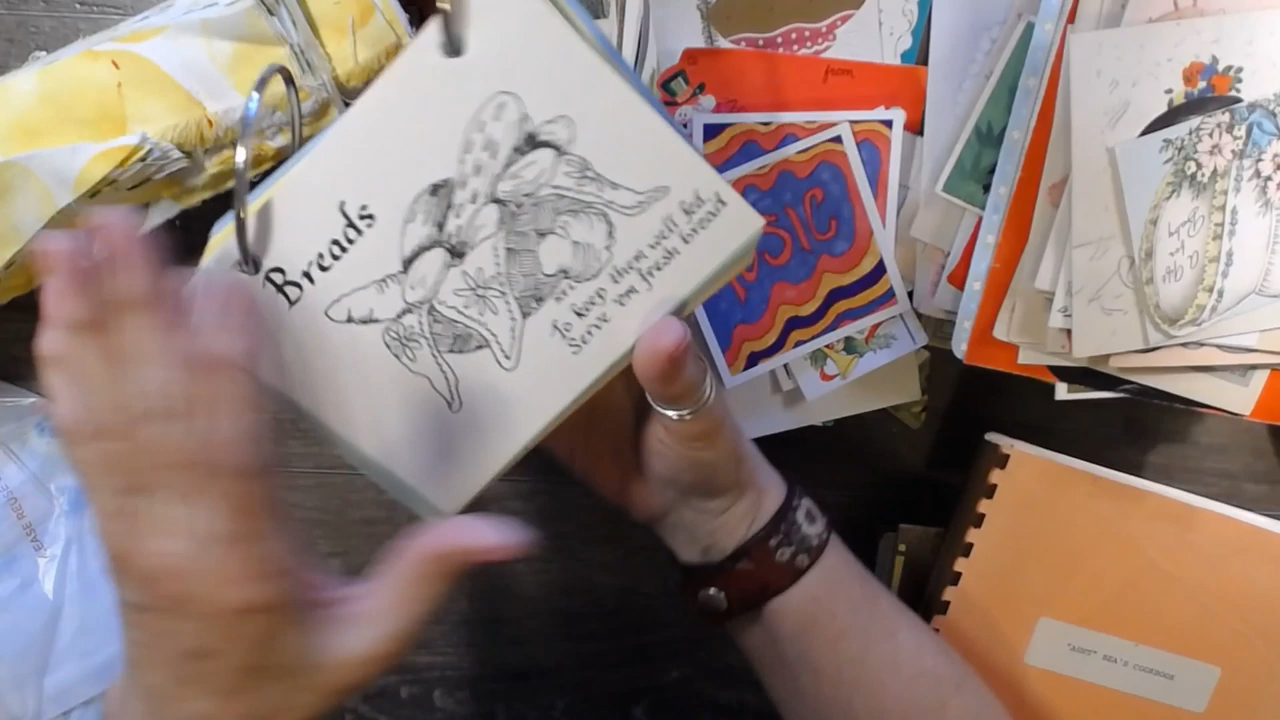 Breads
To keep them well fed
Serve 'em fresh bread
from
MUSIC
"AUNT" BEA'S COOKBOOK